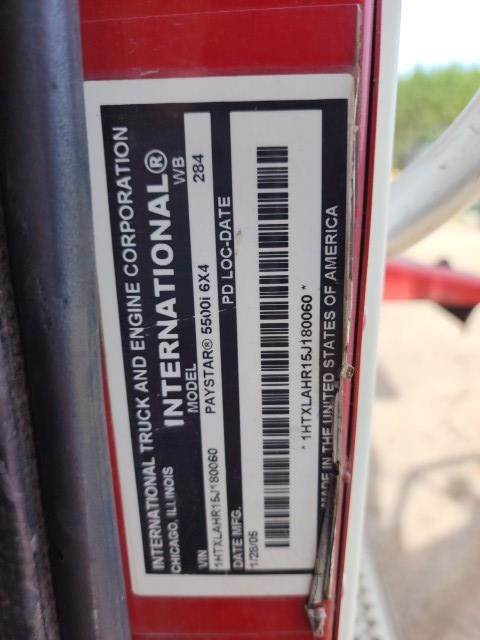 INTERNATIONAL TRUCK AND ENGINE CORPORATION
CHICAGO, ILLINOIS
INTERNATIONAL®
VIN MODEL WB
1HTXLAHR15J180060 PAYSTAR® 5500i 6X4 284
DATE MFG. PD LOC-DATE
1/28/05
* 1HTXLAHR15J180060 *
MADE IN THE UNITED STATES OF AMERICA